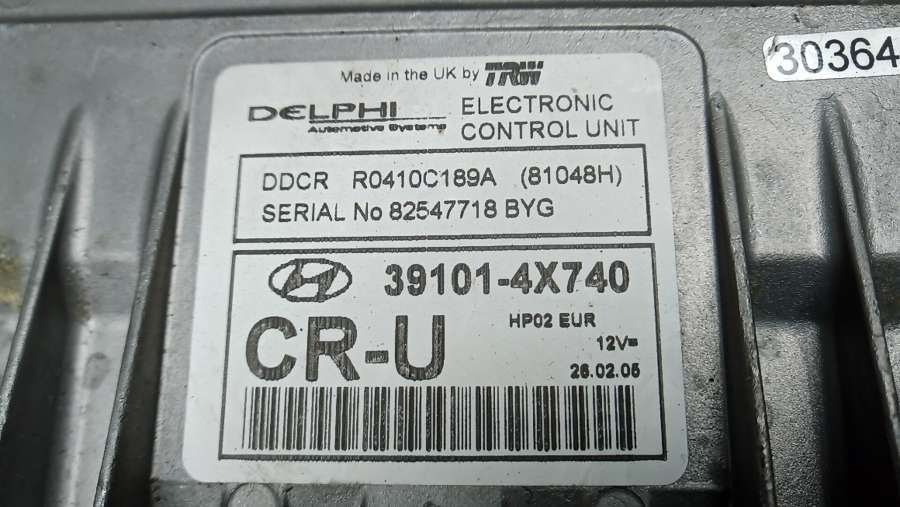 30364
Made in the UK by TRW
DELPHI
Automotive Systems
ELECTRONIC
CONTROL UNIT
DDCR R0410C189A (81048H)
SERIAL No 82547718 BYG
39101-4X740
CR-U
HP02 EUR
12V=
26.02.05